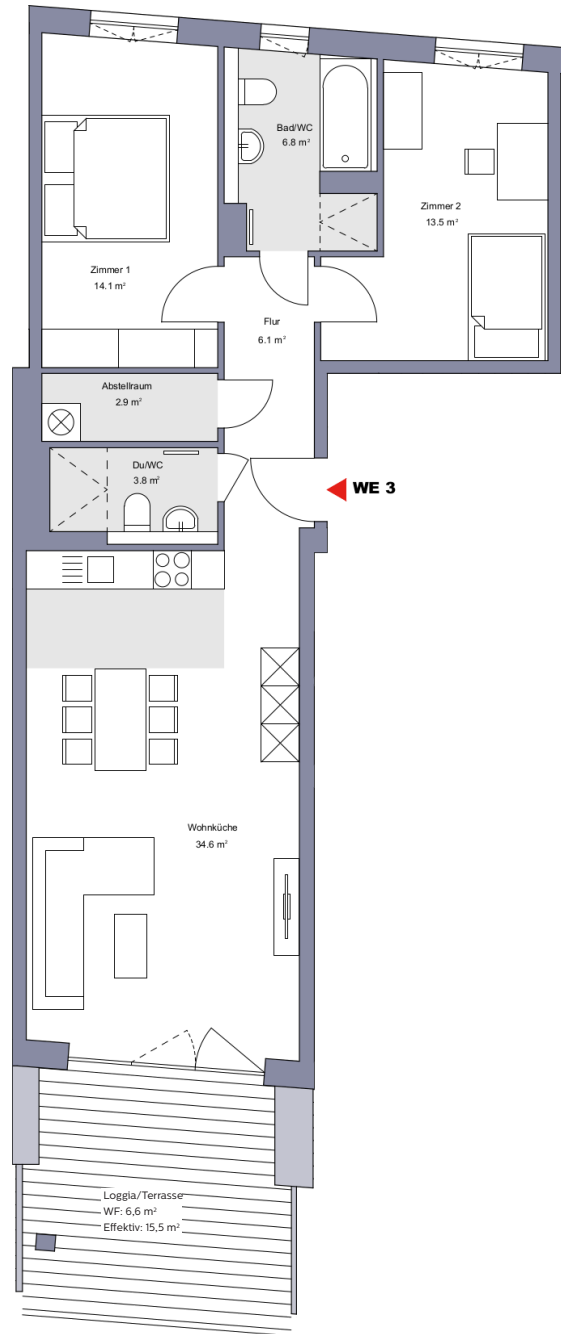 Bad/WC
6.8 m²
Zimmer 2
13.5 m²
Zimmer 1
14.1 m²
Flur
6.1 m²
Abstellraum
2.9 m²
Du/WC
3.8 m²
WE 3
Wohnküche
34.6 m²
Loggia/Terrasse
WF: 6,6 m²
Effektiv: 15,5 m²